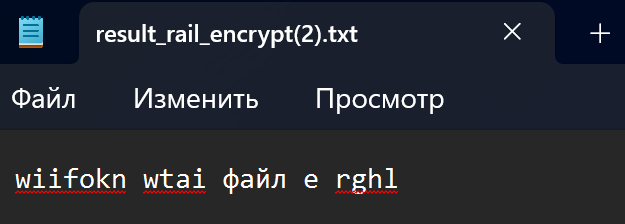 result_rail_encrypt(2).txt
Файл Изменить Просмотр
wiifokn wtai файл е rghl